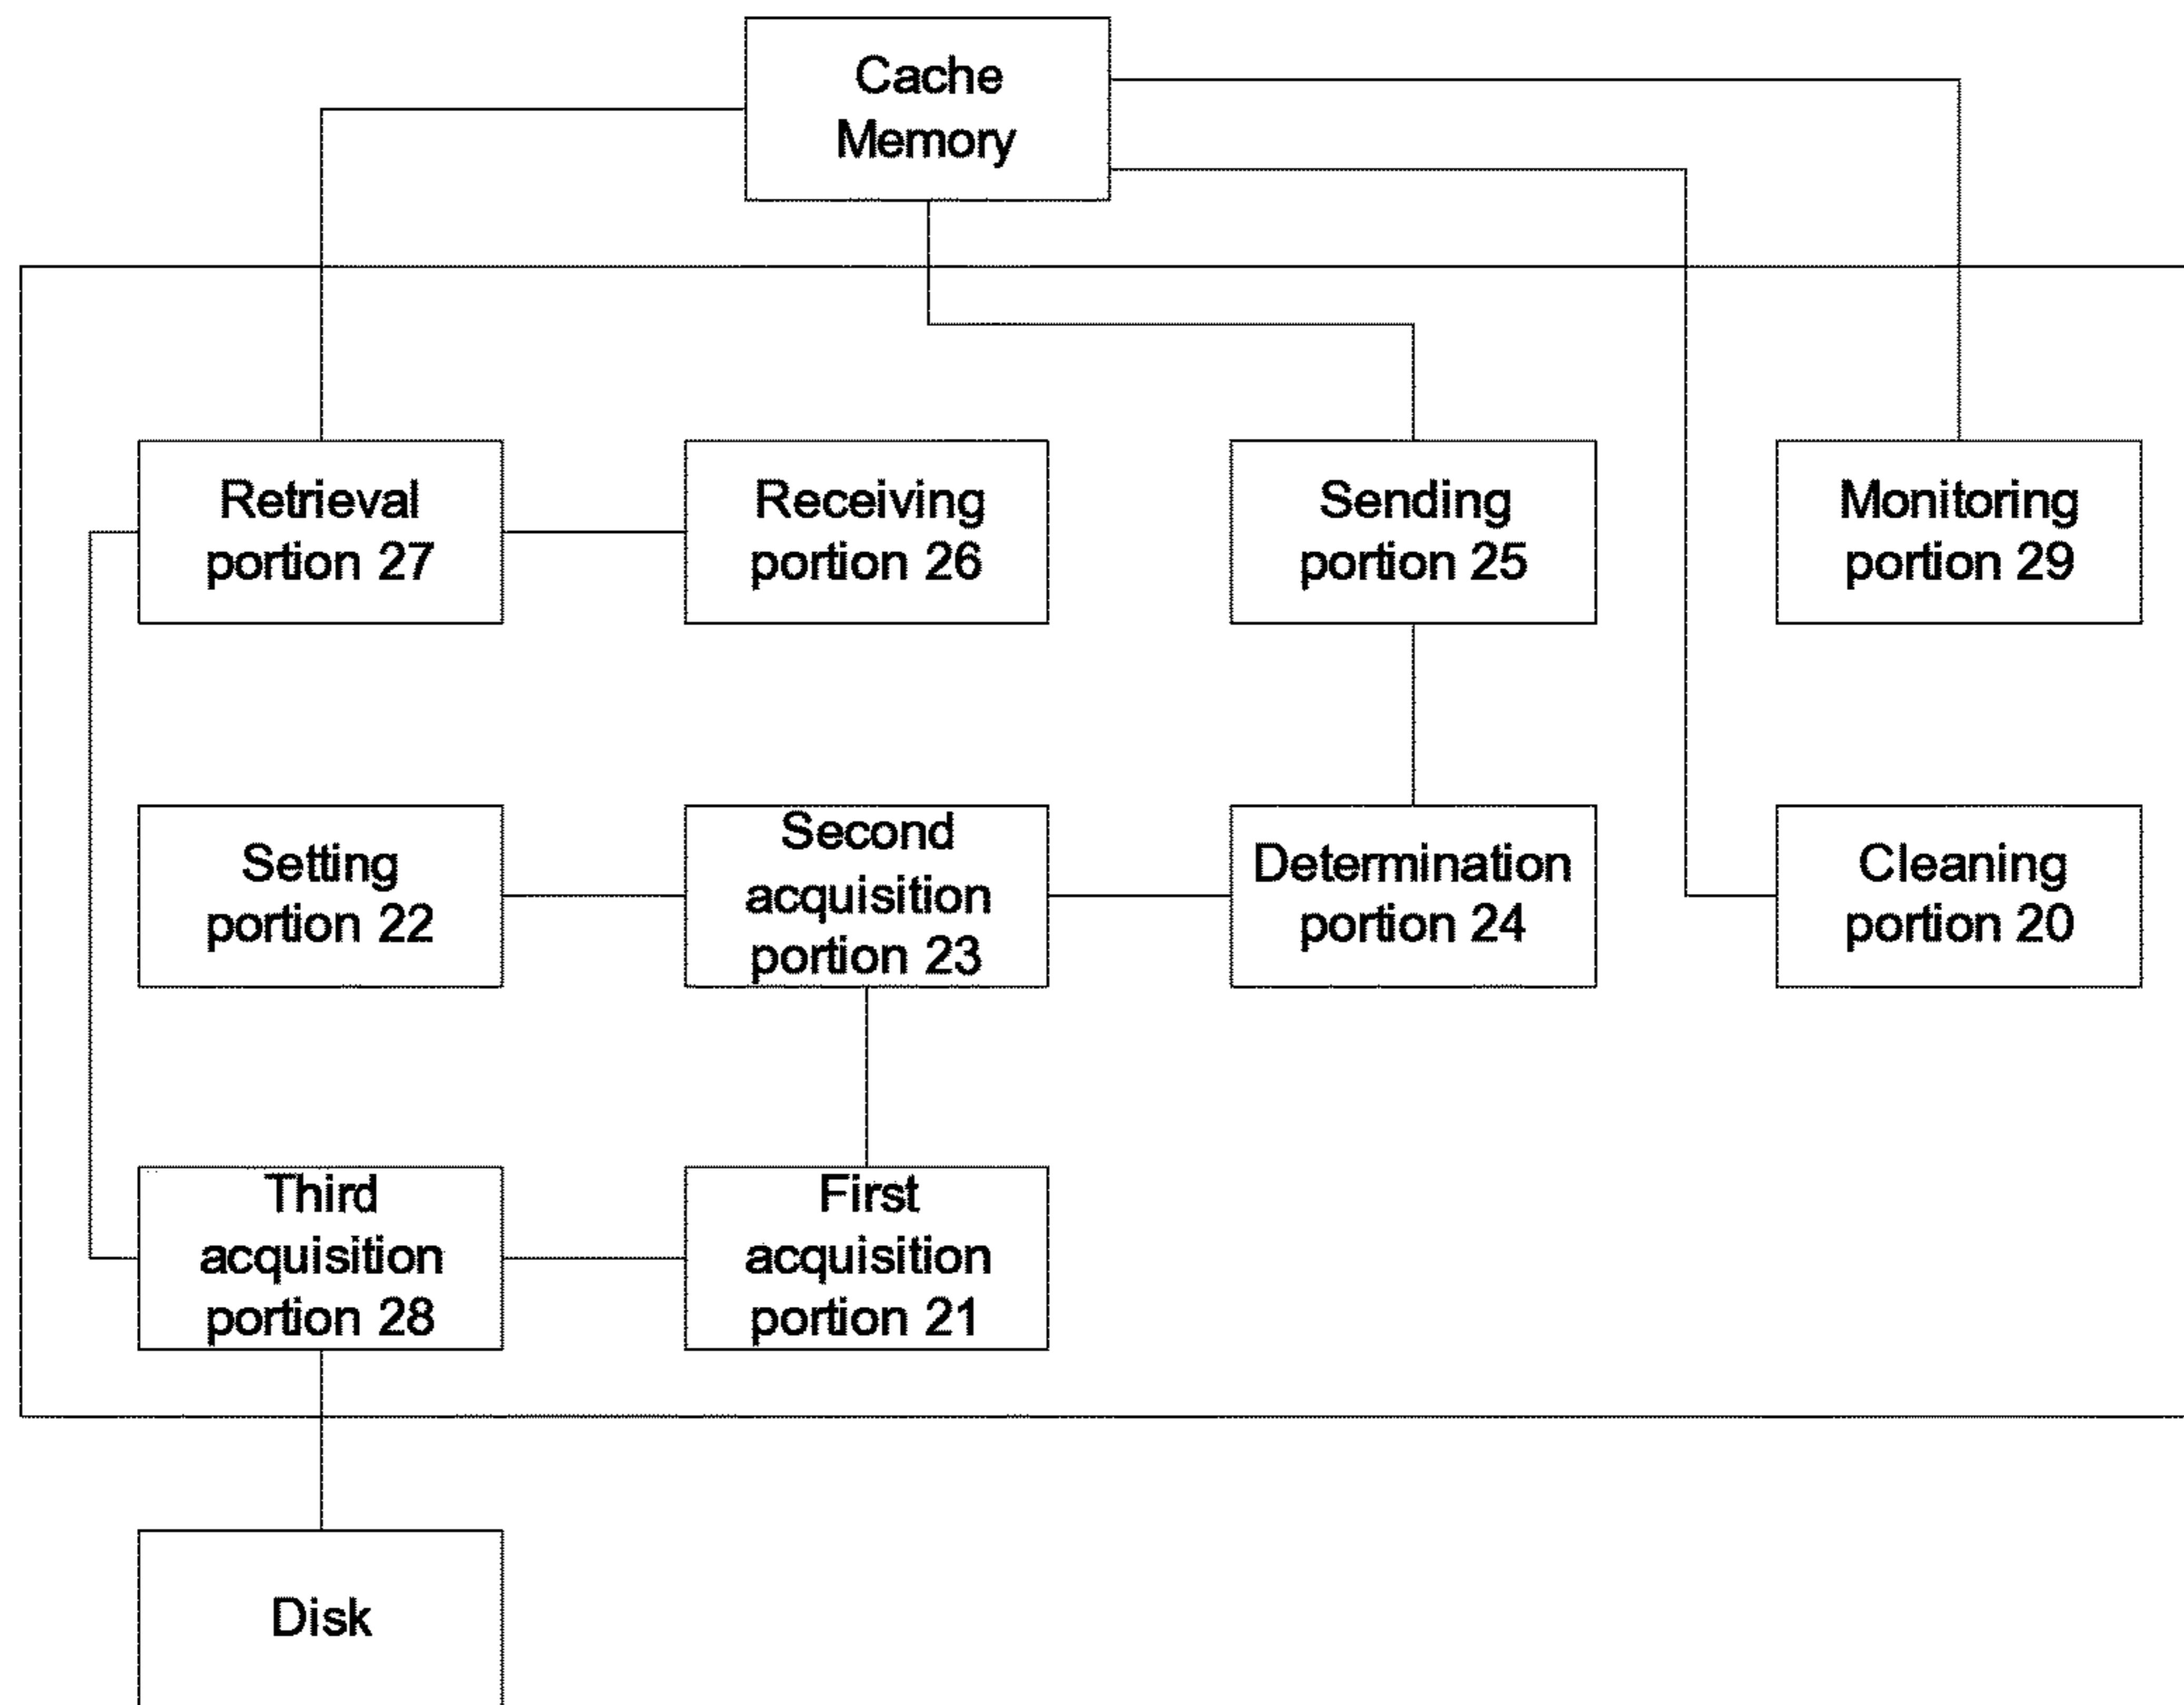 Cache
Memory
Retrieval
portion 27
Receiving
portion 26
Sending
portion 25
Monitoring
portion 29
Setting
portion 22
Second
acquisition
portion 23
Determination
portion 24
Cleaning
portion 20
Third
acquisition
portion 28
First
acquisition
portion 21
Disk